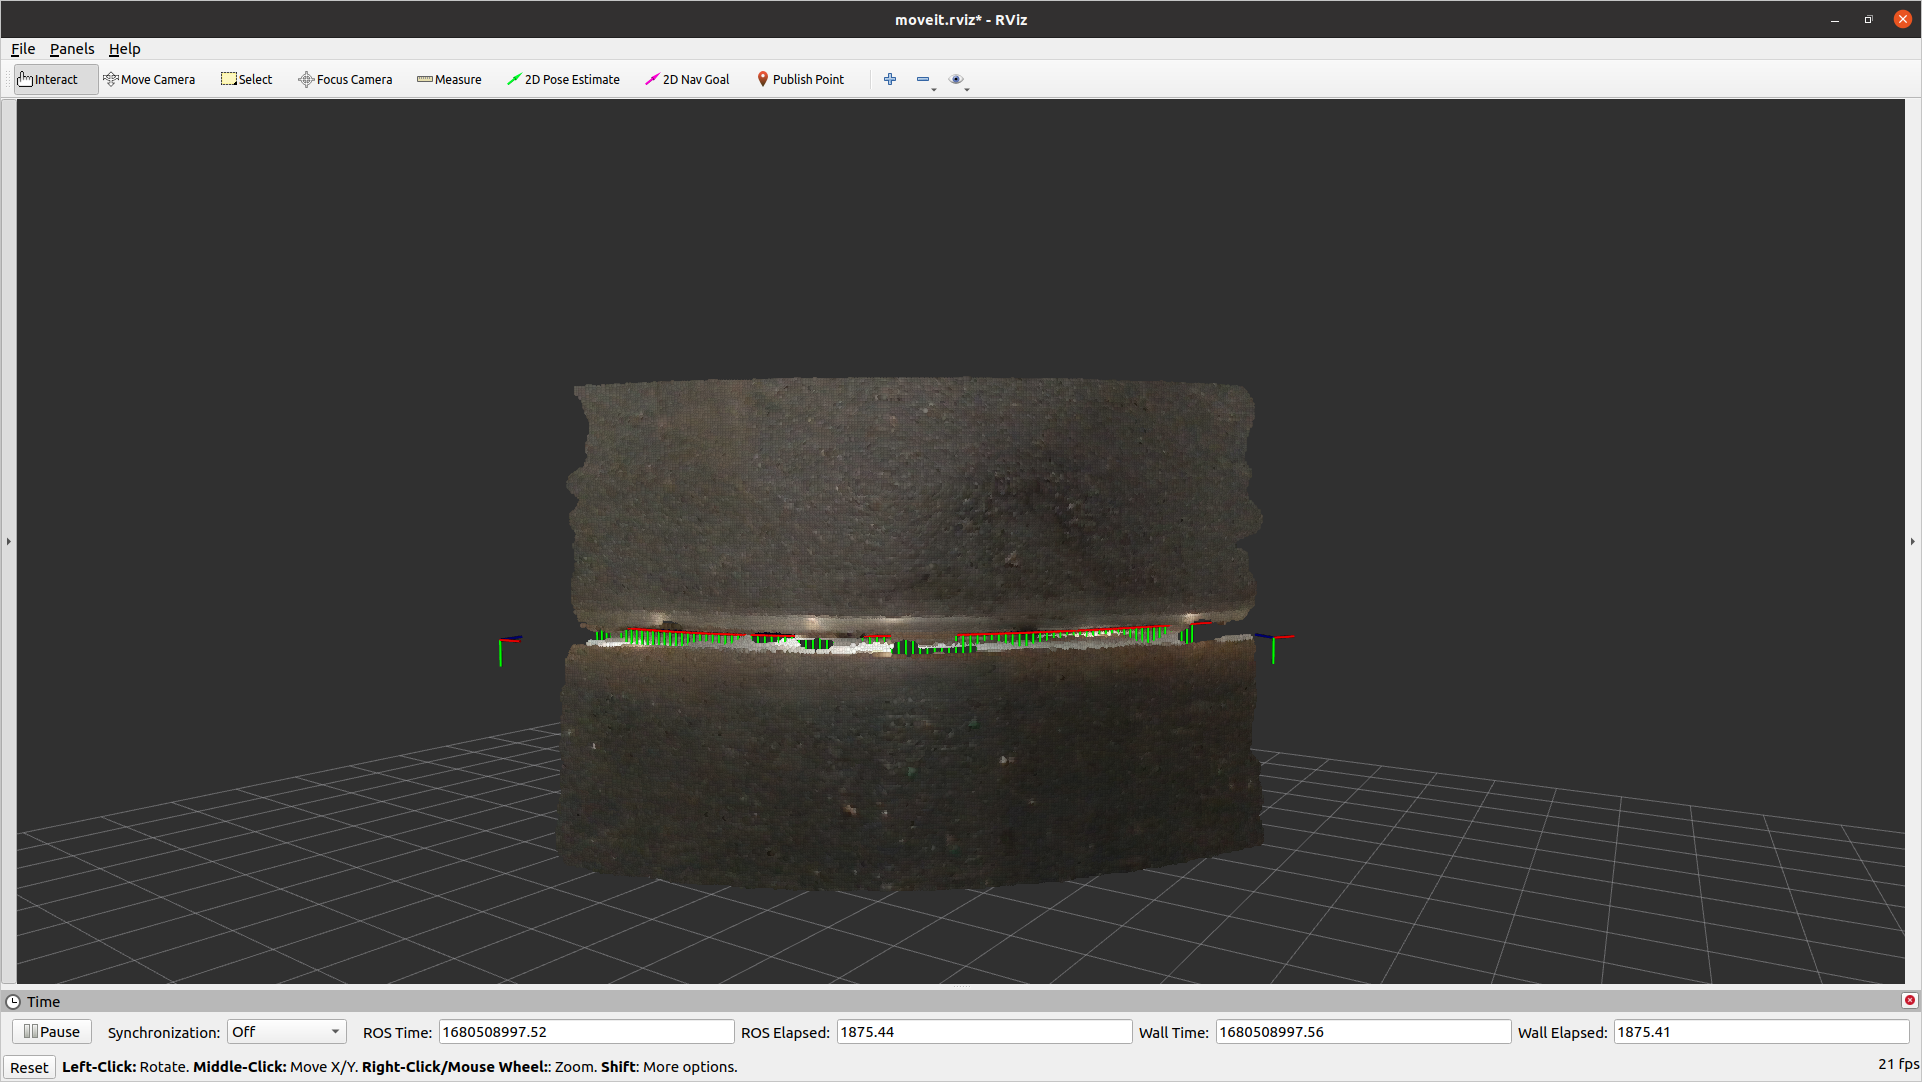 moveit.rviz* - RViz
File Panels Help
Interact Move Camera Select Focus Camera Measure 2D Pose Estimate 2D Nav Goal Publish Point
Time
Pause Synchronization: Off ROS Time: 1680508997.52 ROS Elapsed: 1875.44 Wall Time: 1680508997.56 Wall Elapsed: 1875.41
Reset Left-Click: Rotate. Middle-Click: Move X/Y. Right-Click/Mouse Wheel:: Zoom. Shift: More options. 21 fps